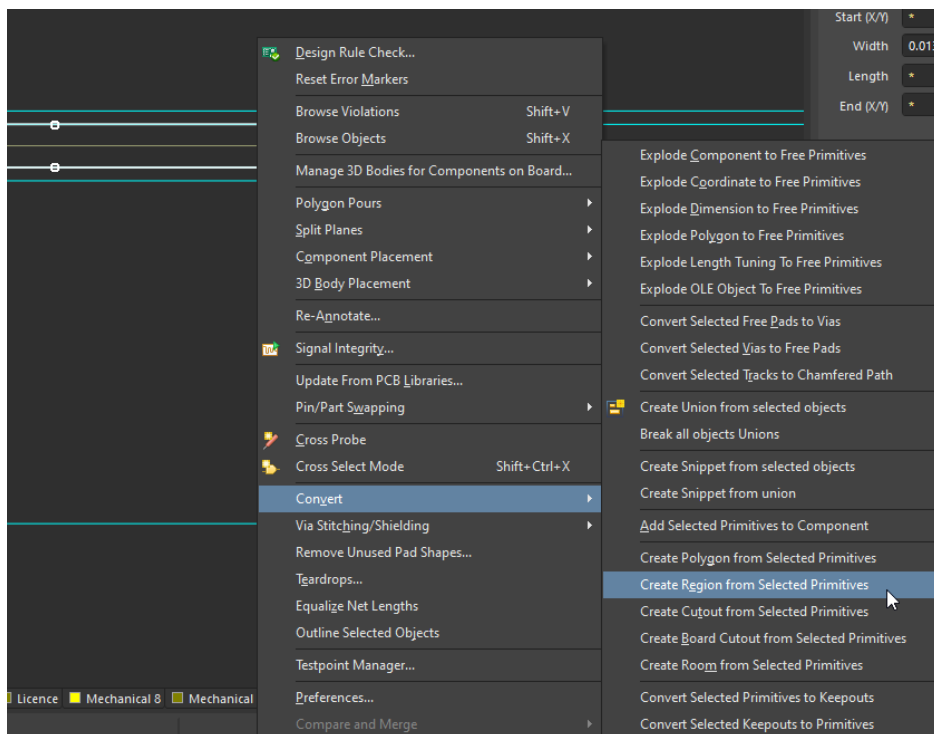 Start (X/Y) *
Width 0.013
Length *
End (X/Y) *
Design Rule Check...
Reset Error Markers
Browse Violations Shift+V
Browse Objects Shift+X
Manage 3D Bodies for Components on Board...
Polygon Pours
Split Planes
Component Placement
3D Body Placement
Re-Annotate...
Signal Integrity...
Update From PCB Libraries...
Pin/Part Swapping
Cross Probe
Cross Select Mode Shift+Ctrl+X
Convert
Via Stitching/Shielding
Remove Unused Pad Shapes...
Teardrops...
Equalize Net Lengths
Outline Selected Objects
Testpoint Manager...
Preferences...
Compare and Merge
Explode Component to Free Primitives
Explode Coordinate to Free Primitives
Explode Dimension to Free Primitives
Explode Polygon to Free Primitives
Explode Length Tuning To Free Primitives
Explode OLE Object To Free Primitives
Convert Selected Free Pads to Vias
Convert Selected Vias to Free Pads
Convert Selected Tracks to Chamfered Path
Create Union from selected objects
Break all objects Unions
Create Snippet from selected objects
Create Snippet from union
Add Selected Primitives to Component
Create Polygon from Selected Primitives
Create Region from Selected Primitives
Create Cutout from Selected Primitives
Create Board Cutout from Selected Primitives
Create Room from Selected Primitives
Convert Selected Primitives to Keepouts
Convert Selected Keepouts to Primitives
Licence Mechanical 8 Mechanical